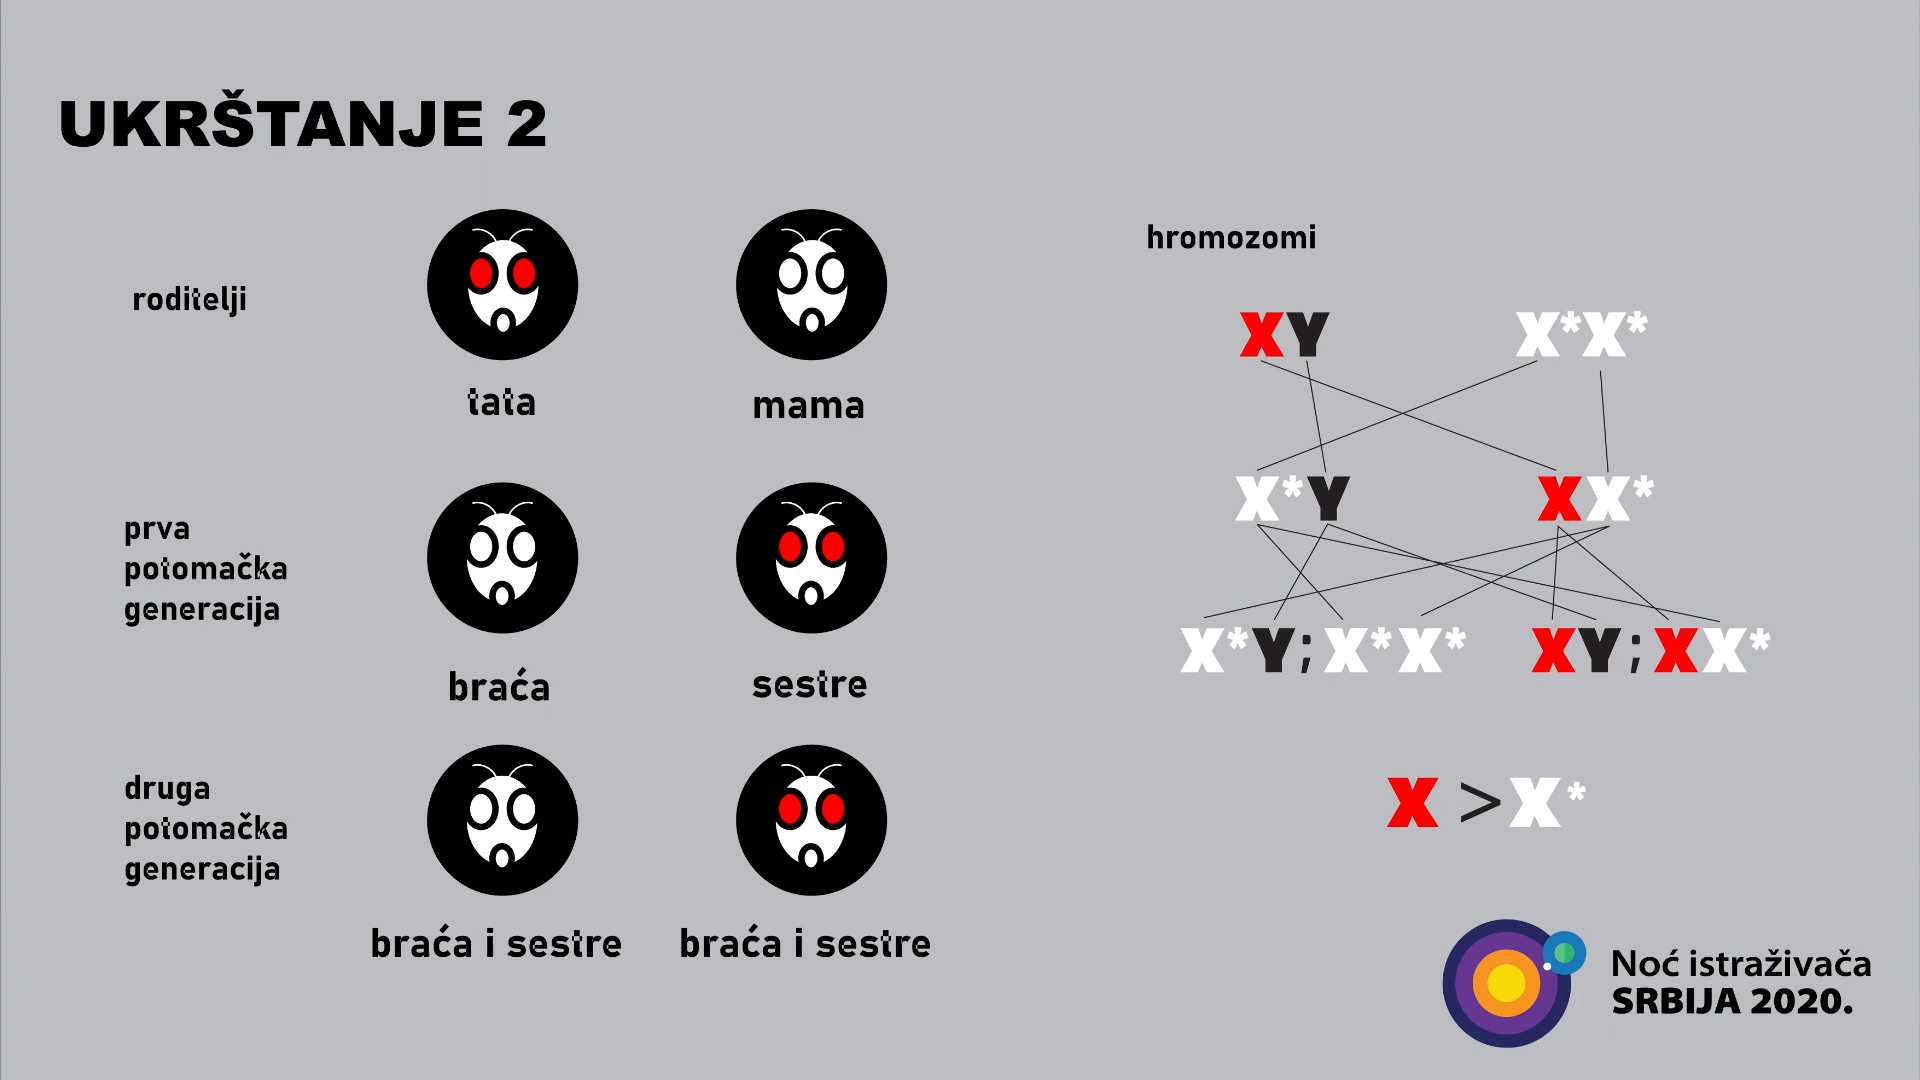 UKRŠTANJE 2
roditelji
tata
mama
prva
potomačka
generacija
braća
sestre
druga
potomačka
generacija
braća i sestre
braća i sestre
hromozomi
XY
X*X*
X*Y
XX*
X*Y;X*X*
XY;XX*
X >X*
Noć istraživača
SRBIJA 2020.